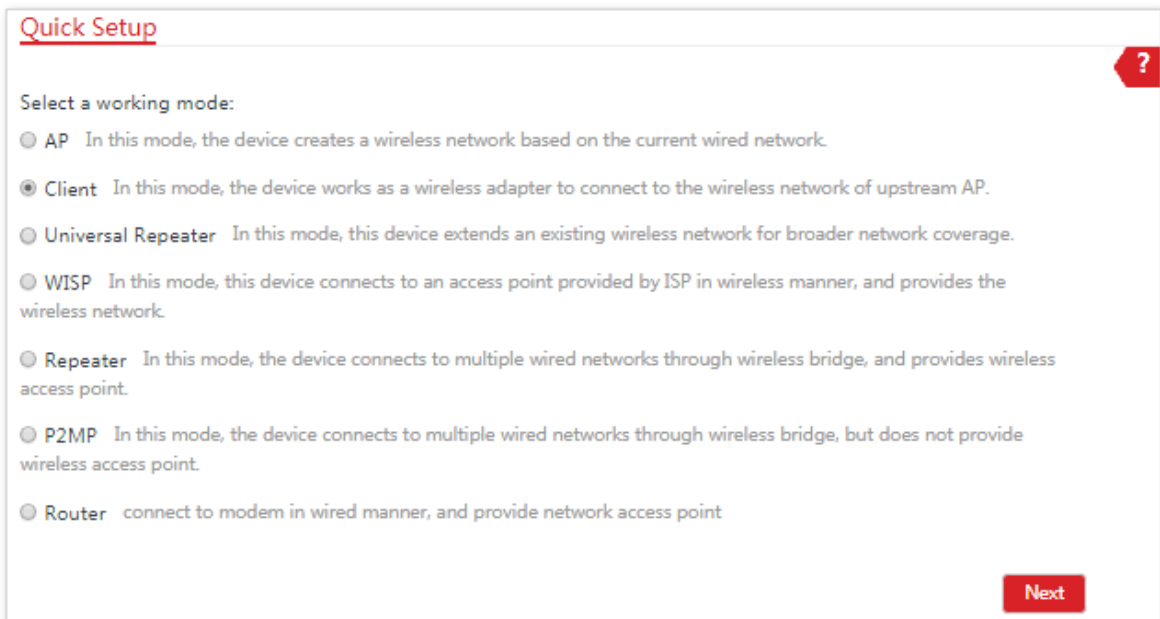 Quick Setup
?
Select a working mode:
AP In this mode, the device creates a wireless network based on the current wired network.
Client In this mode, the device works as a wireless adapter to connect to the wireless network of upstream AP.
Universal Repeater In this mode, this device extends an existing wireless network for broader network coverage.
WISP In this mode, this device connects to an access point provided by ISP in wireless manner, and provides the
wireless network.
Repeater In this mode, the device connects to multiple wired networks through wireless bridge, and provides wireless
access point.
P2MP In this mode, the device connects to multiple wired networks through wireless bridge, but does not provide
wireless access point.
Router connect to modem in wired manner, and provide network access point
Next